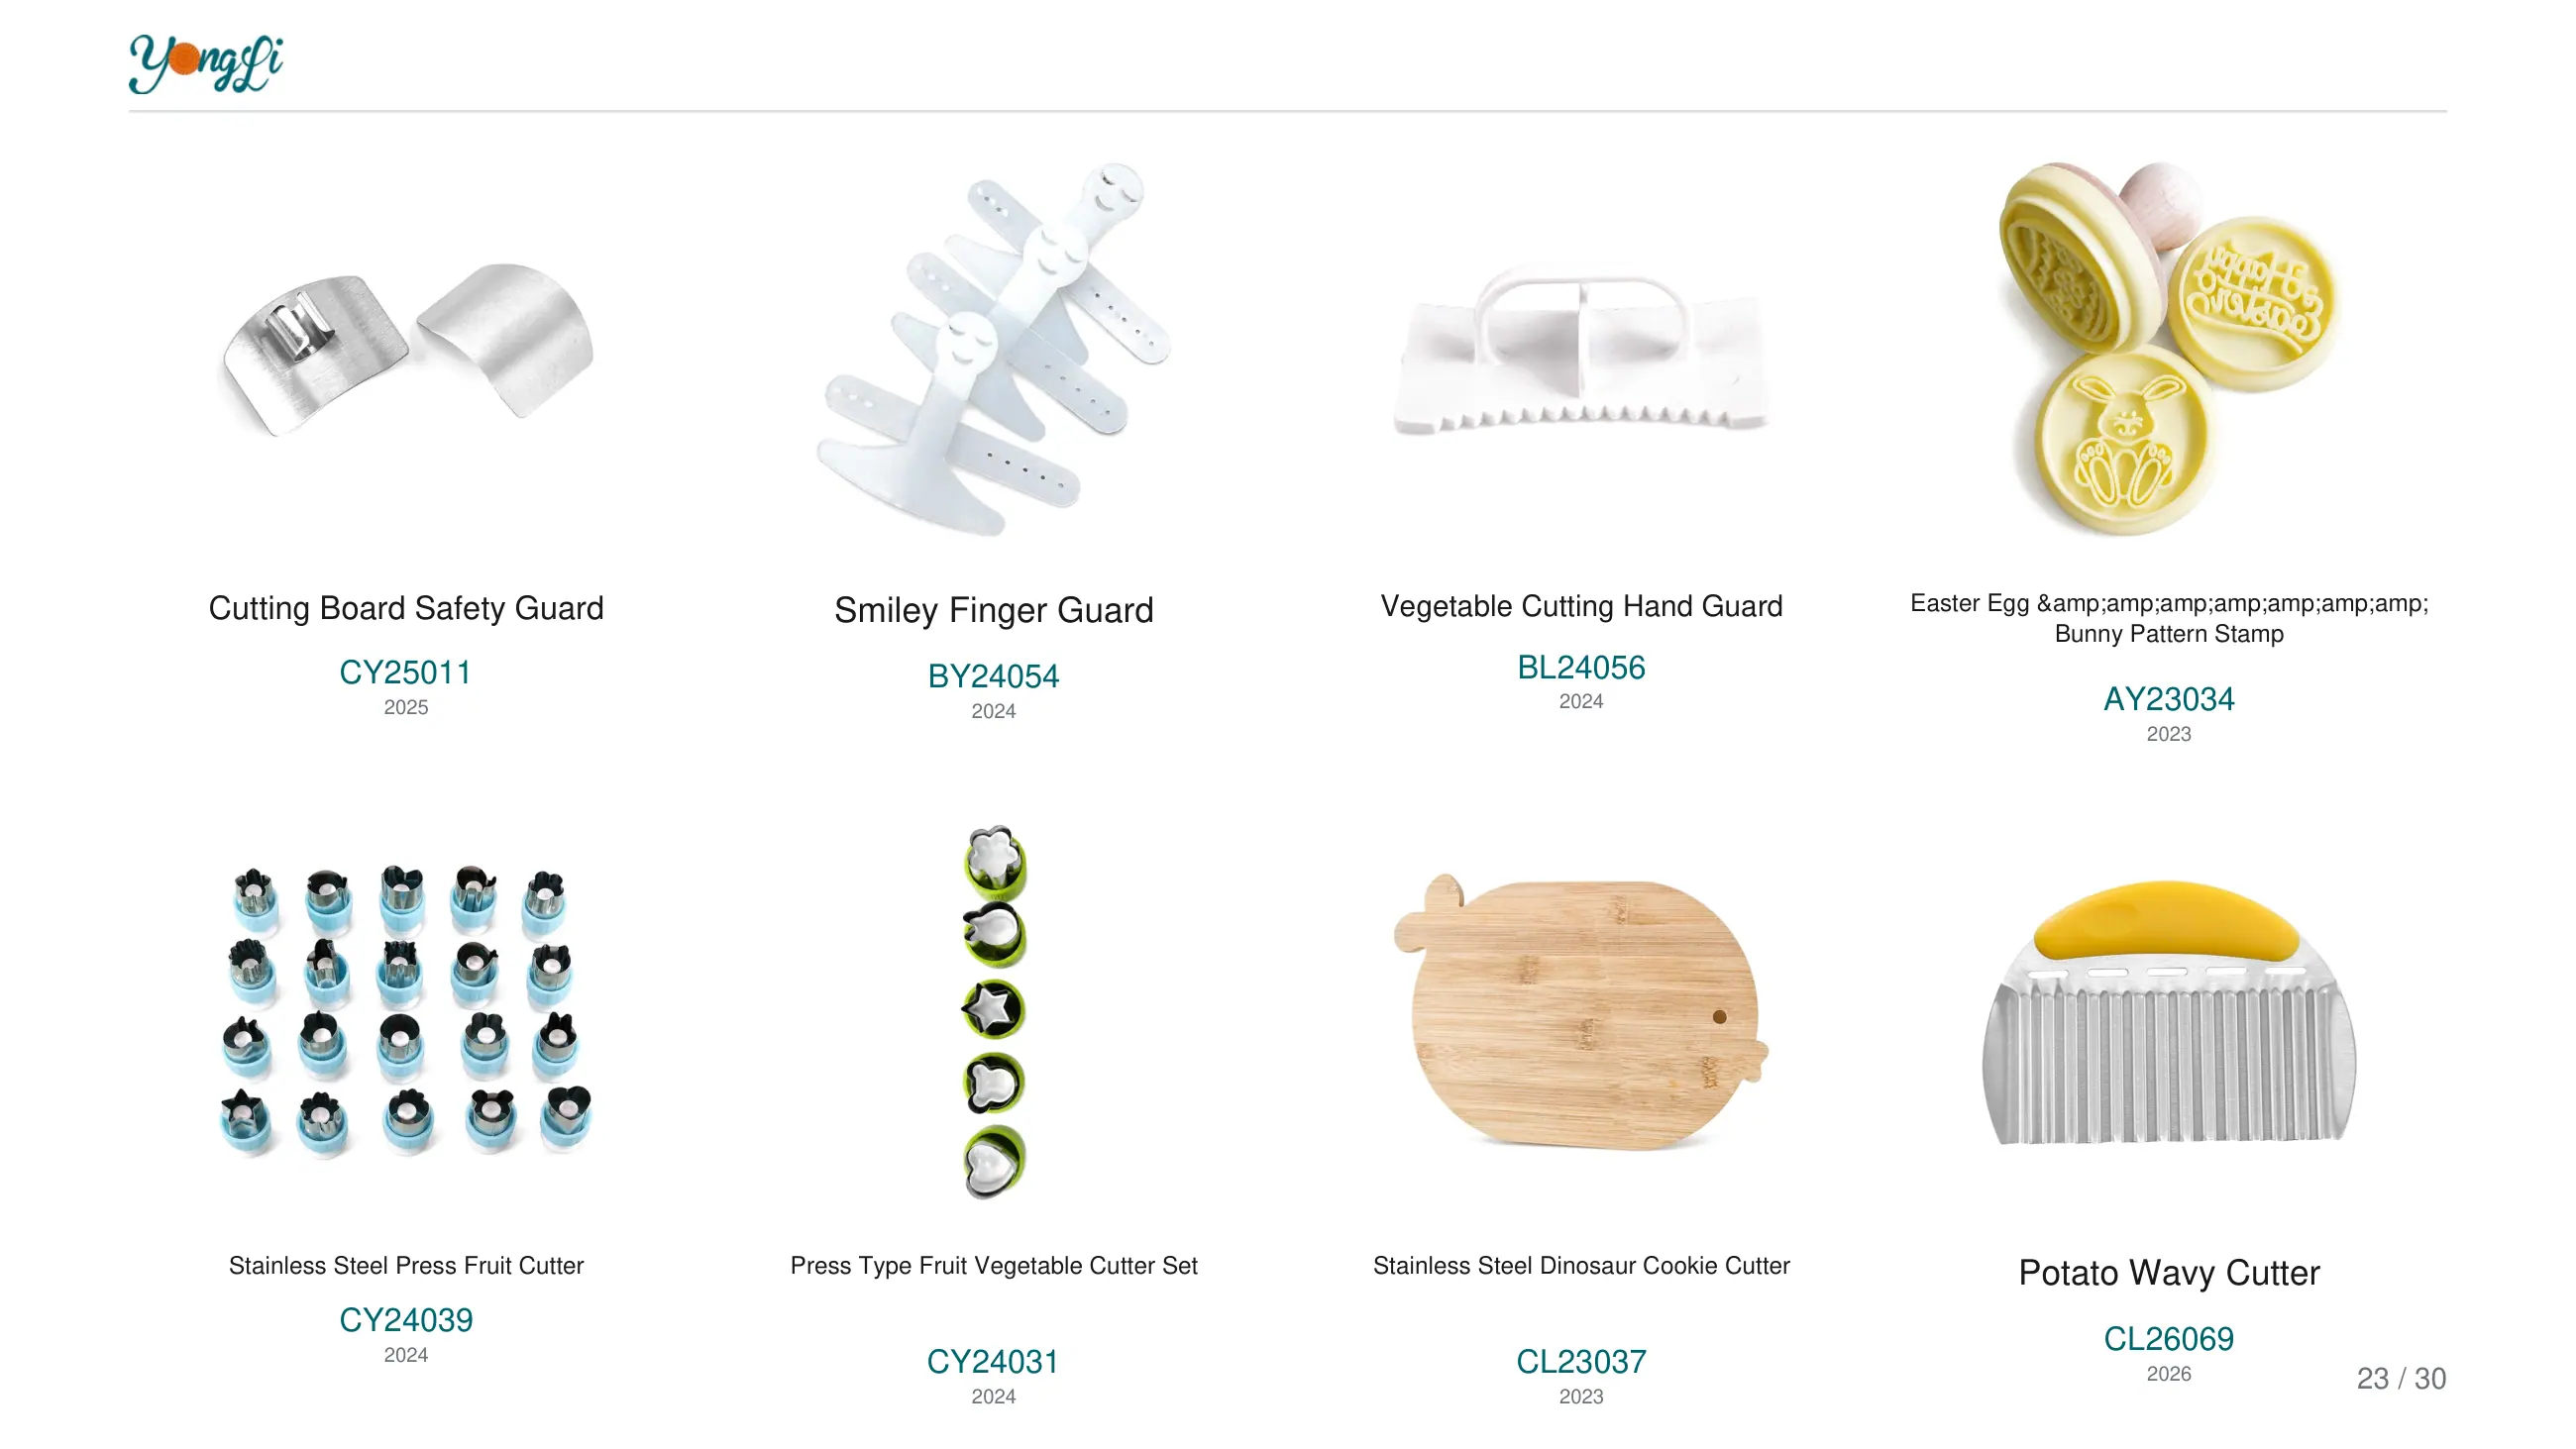 YongLi
Cutting Board Safety Guard
CY25011
2025
Smiley Finger Guard
BY24054
2024
Vegetable Cutting Hand Guard
BL24056
2024
Happy
Easter
Easter Egg &amp;amp;amp;amp;amp;amp;amp;
Bunny Pattern Stamp
AY23034
2023
Stainless Steel Press Fruit Cutter
CY24039
2024
Press Type Fruit Vegetable Cutter Set
CY24031
2024
Stainless Steel Dinosaur Cookie Cutter
CL23037
2023
Potato Wavy Cutter
CL26069
2026
23 / 30